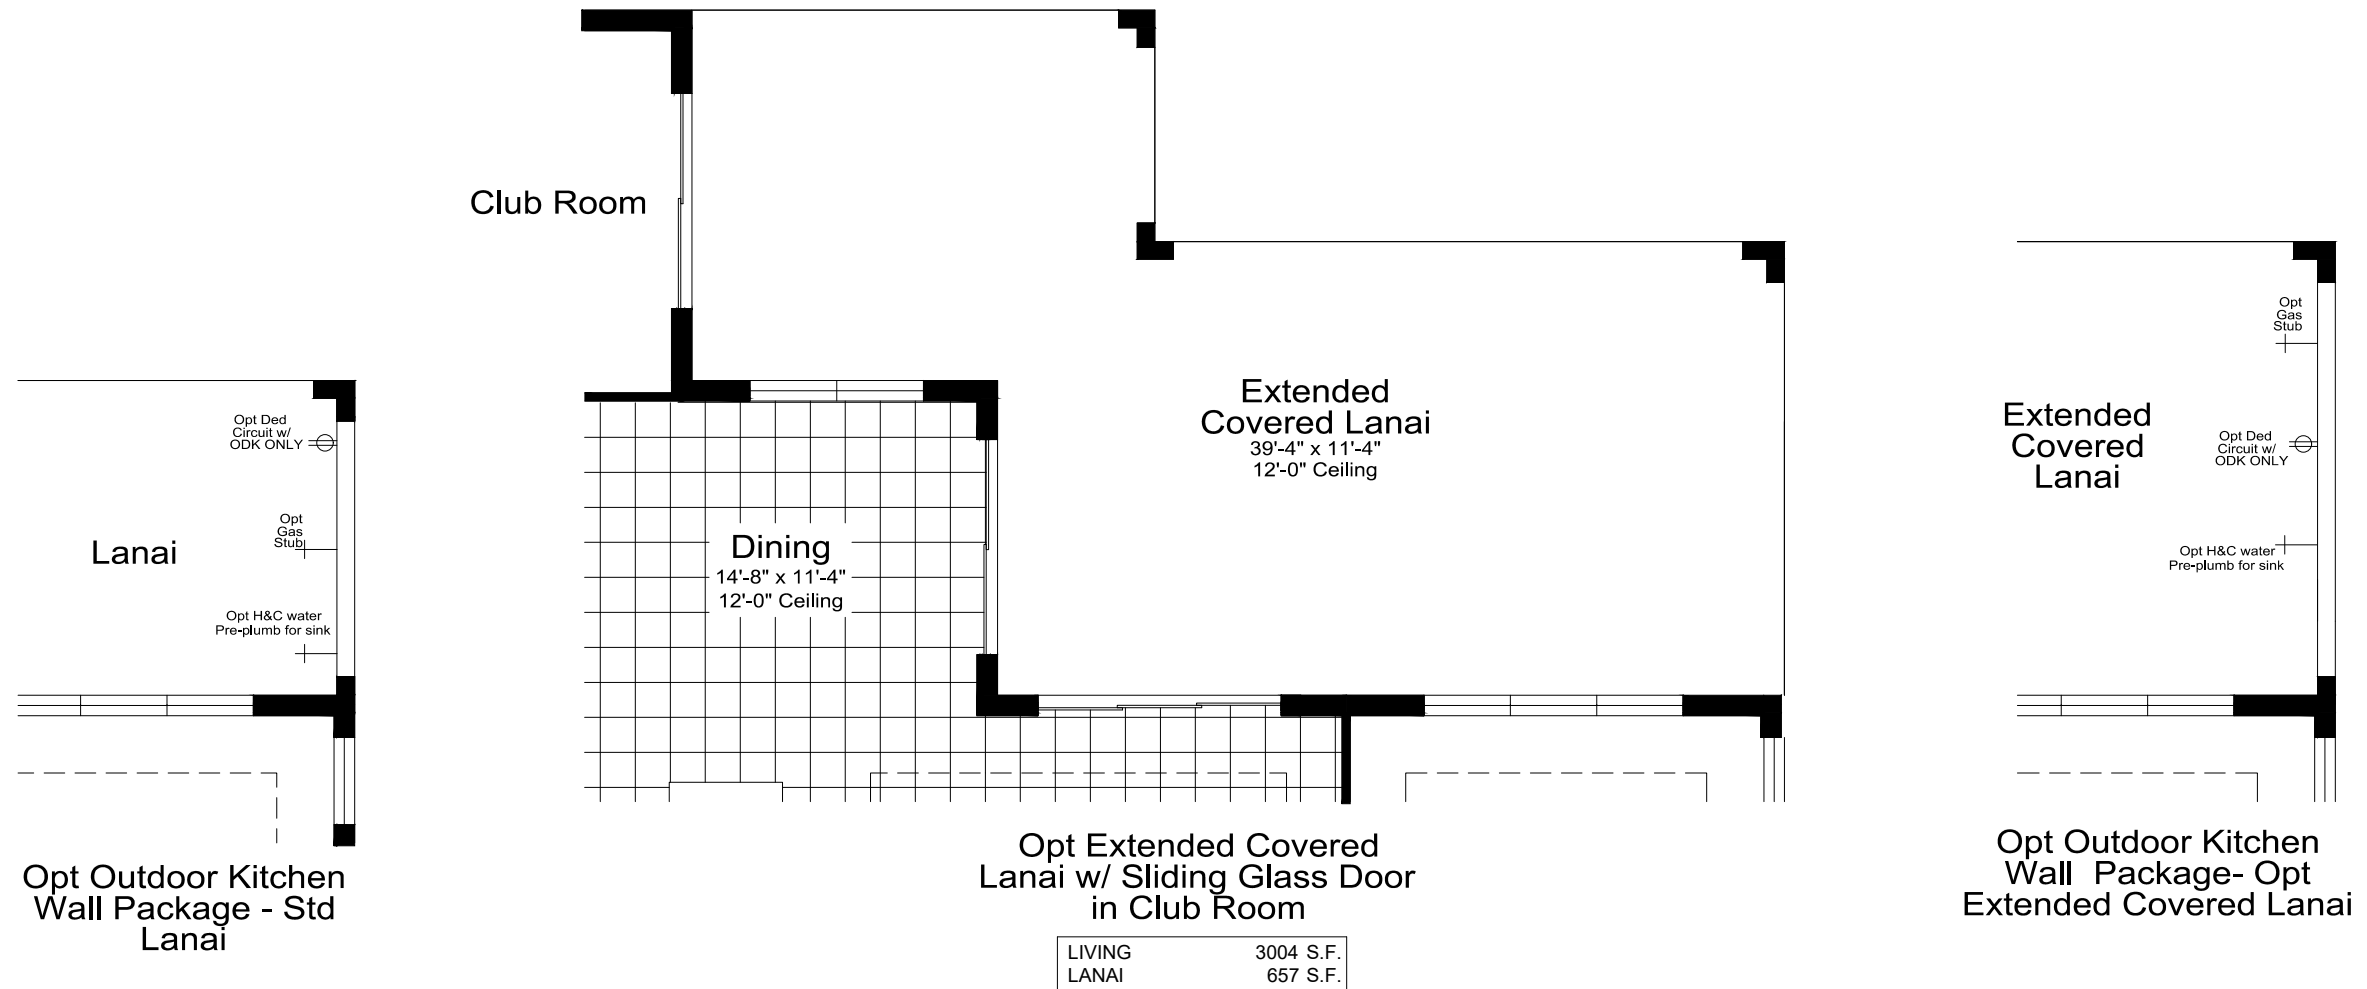 Club Room
Extended
Covered Lanai
39'-4" x 11'-4"
12'-0" Ceiling
Dining
14'-8" x 11'-4"
12'-0" Ceiling
Opt Extended Covered
Lanai w/ Sliding Glass Door
in Club Room
LIVING 3004 S.F.
LANAI 657 S.F.
Opt Ded
Circuit w/
ODK ONLY
Opt
Gas
Stub
Lanai
Opt H&C water
Pre-plumb for sink
Opt Outdoor Kitchen
Wall Package - Std
Lanai
Opt
Gas
Stub
Extended
Covered
Lanai
Opt Ded
Circuit w/
ODK ONLY
Opt H&C water
Pre-plumb for sink
Opt Outdoor Kitchen
Wall Package- Opt
Extended Covered Lanai